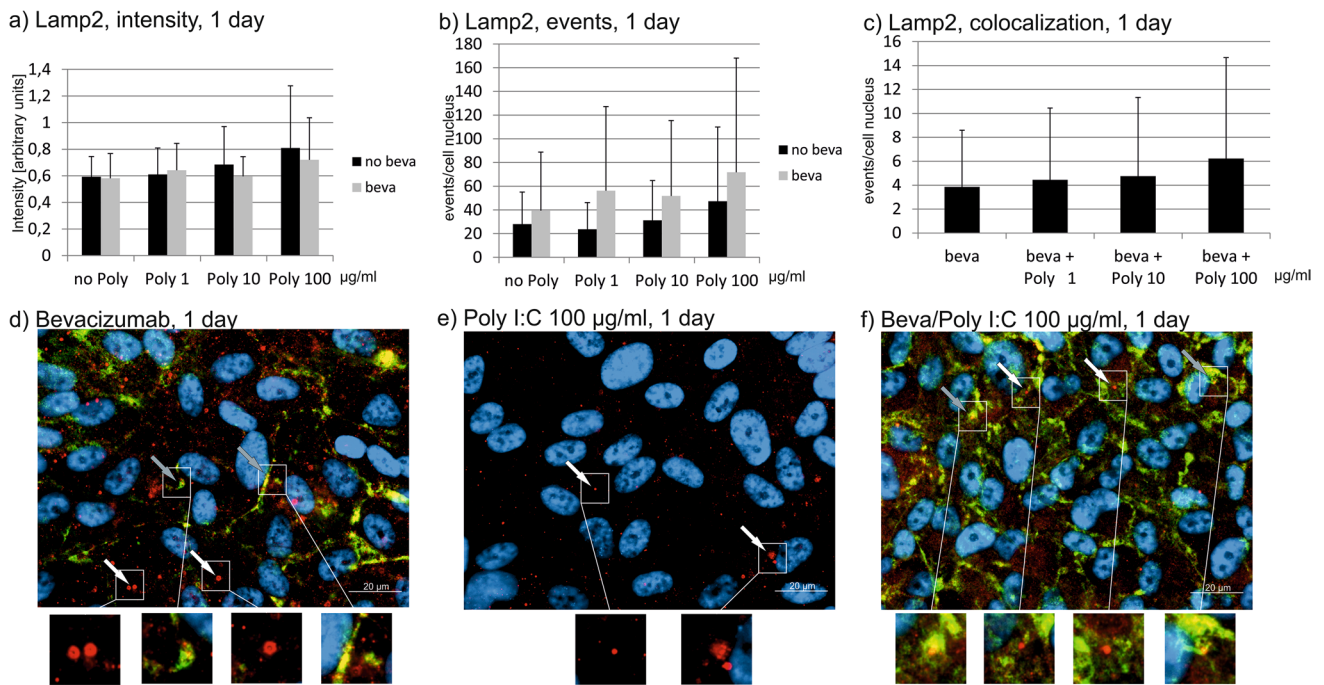 a) Lamp2, intensity, 1 day
Intensity [arbitrary units]
1,4
1,2
1
0,8
0,6
0,4
0,2
0
no Poly Poly 1 Poly 10 Poly 100 µg/ml
no beva
beva
b) Lamp2, events, 1 day
events/cell nucleus
180
160
140
120
100
80
60
40
20
0
no Poly Poly 1 Poly 10 Poly 100 µg/ml
no beva
beva
c) Lamp2, colocalization, 1 day
events/cell nucleus
16
14
12
10
8
6
4
2
0
beva beva + beva + beva +
Poly 1 Poly 10 Poly 100 µg/ml
d) Bevacizumab, 1 day
20 µm
e) Poly I:C 100 µg/ml, 1 day
20 µm
f) Beva/Poly I:C 100 µg/ml, 1 day
20 µm